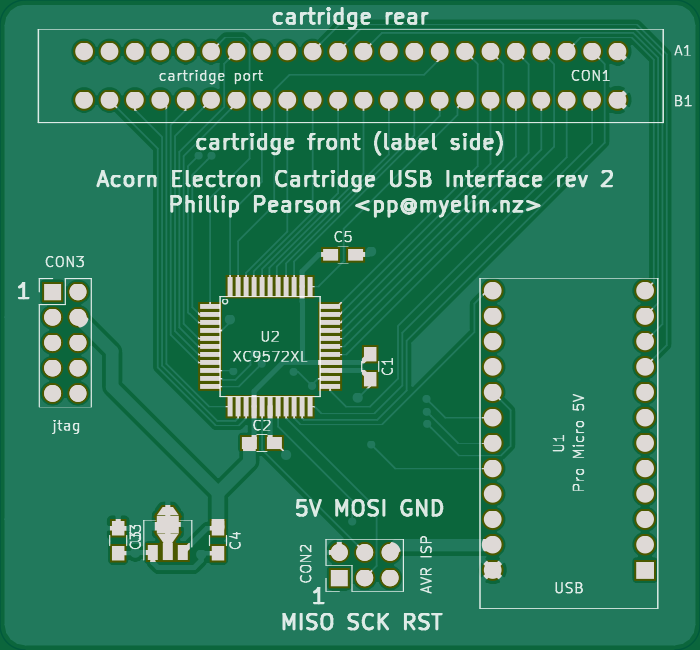 cartridge rear
A1
cartridge port
CON1
B1
cartridge front (label side)
Acorn Electron Cartridge USB Interface rev 2
Phillip Pearson <pp@myelin.nz>
C5
CON3
1
U2
XC9572XL
C1
jtag
C2
U1
Pro Micro 5V
5V MOSI GND
C3
C4
CON2
AVR ISP
USB
1
MISO SCK RST